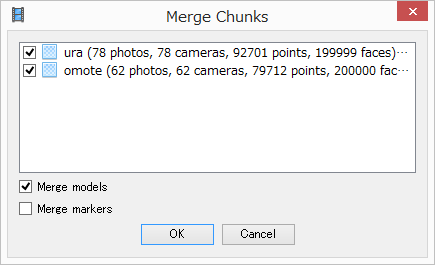 Merge Chunks
ura (78 photos, 78 cameras, 92701 points, 199999 faces)…
omote (62 photos, 62 cameras, 79712 points, 200000 fac…
Merge models
Merge markers
OK Cancel